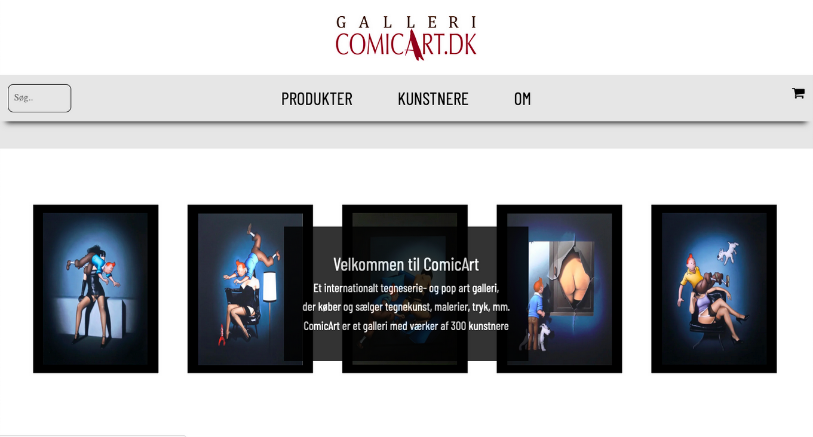 GALLERI
COMICART.DK
Søg..
PRODUKTER KUNSTNERE OM
Velkommen til ComicArt
Et internationalt tegneserie- og pop art galleri,
der køber og sælger tegnekunst, malerier, tryk, mm.
ComicArt er et galleri med værker af 300 kunstnere